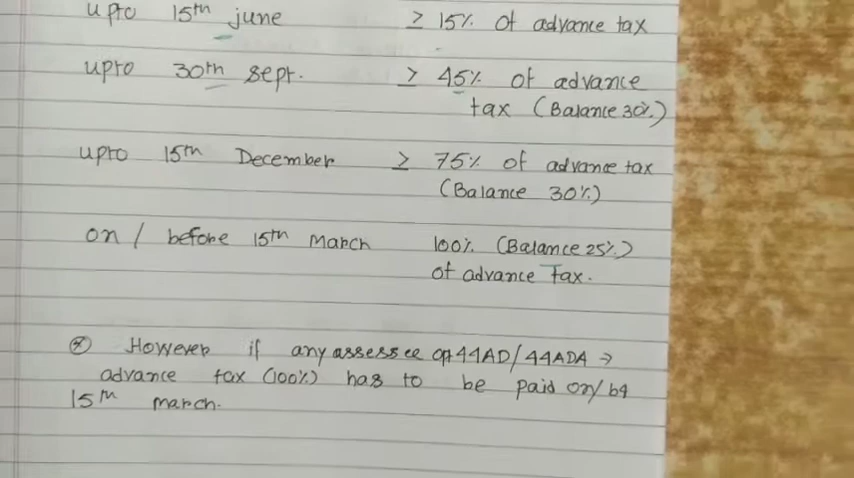 upto 15th june ≥ 15% of advance tax
upto 30th sept. ≥ 45% of advance
tax (Balance 30%)
upto 15th December ≥ 75% of advance tax
(Balance 30%)
on / before 15th March 100% (Balance 25%)
of advance Tax.
* However if any assessee opt 44AD/44ADA →
advance tax (100%) has to be paid on/b4
15th march.